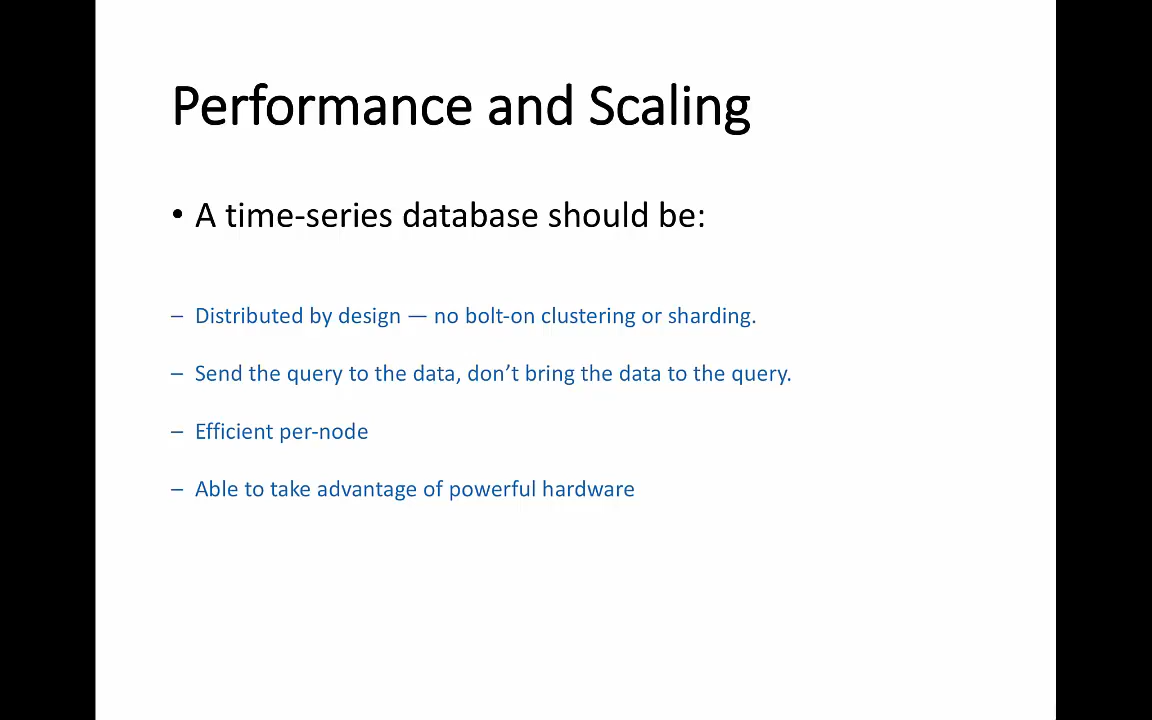 Performance and Scaling
• A time-series database should be:
– Distributed by design — no bolt-on clustering or sharding.
– Send the query to the data, don’t bring the data to the query.
– Efficient per-node
– Able to take advantage of powerful hardware